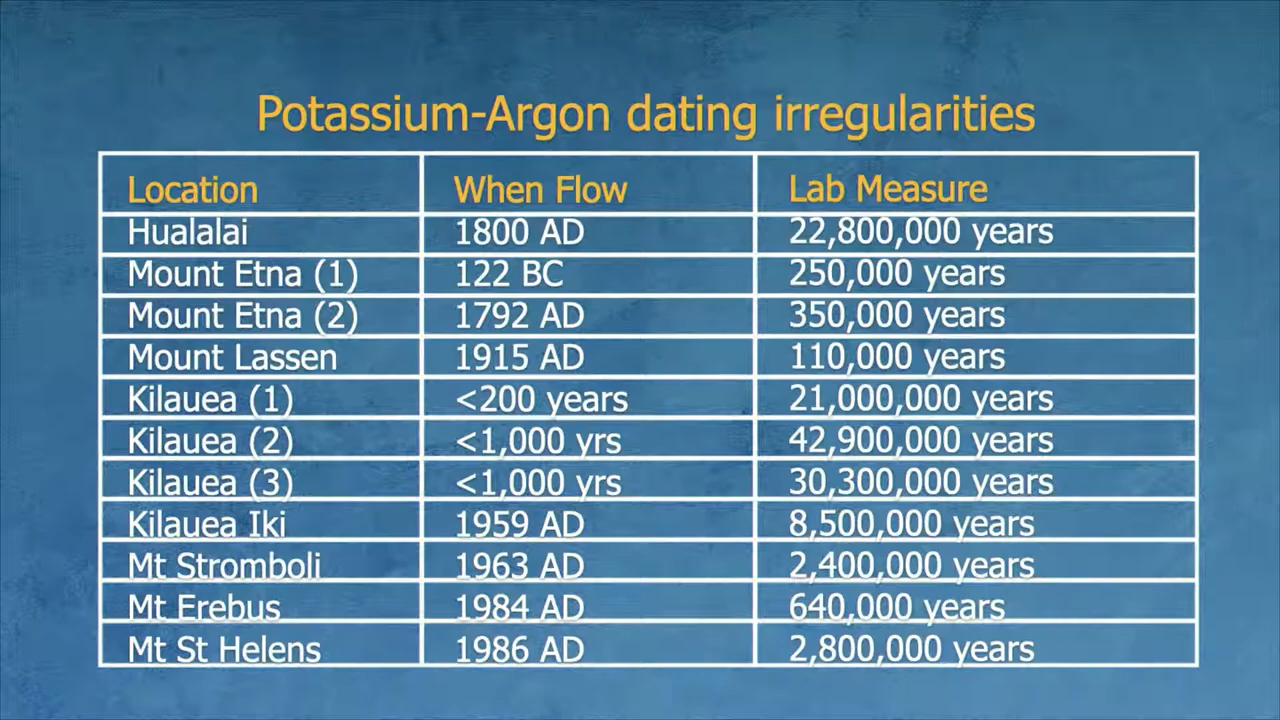 Potassium-Argon dating irregularities
Location When Flow Lab Measure
Hualalai 1800 AD 22,800,000 years
Mount Etna (1) 122 BC 250,000 years
Mount Etna (2) 1792 AD 350,000 years
Mount Lassen 1915 AD 110,000 years
Kilauea (1) <200 years 21,000,000 years
Kilauea (2) <1,000 yrs 42,900,000 years
Kilauea (3) <1,000 yrs 30,300,000 years
Kilauea Iki 1959 AD 8,500,000 years
Mt Stromboli 1963 AD 2,400,000 years
Mt Erebus 1984 AD 640,000 years
Mt St Helens 1986 AD 2,800,000 years